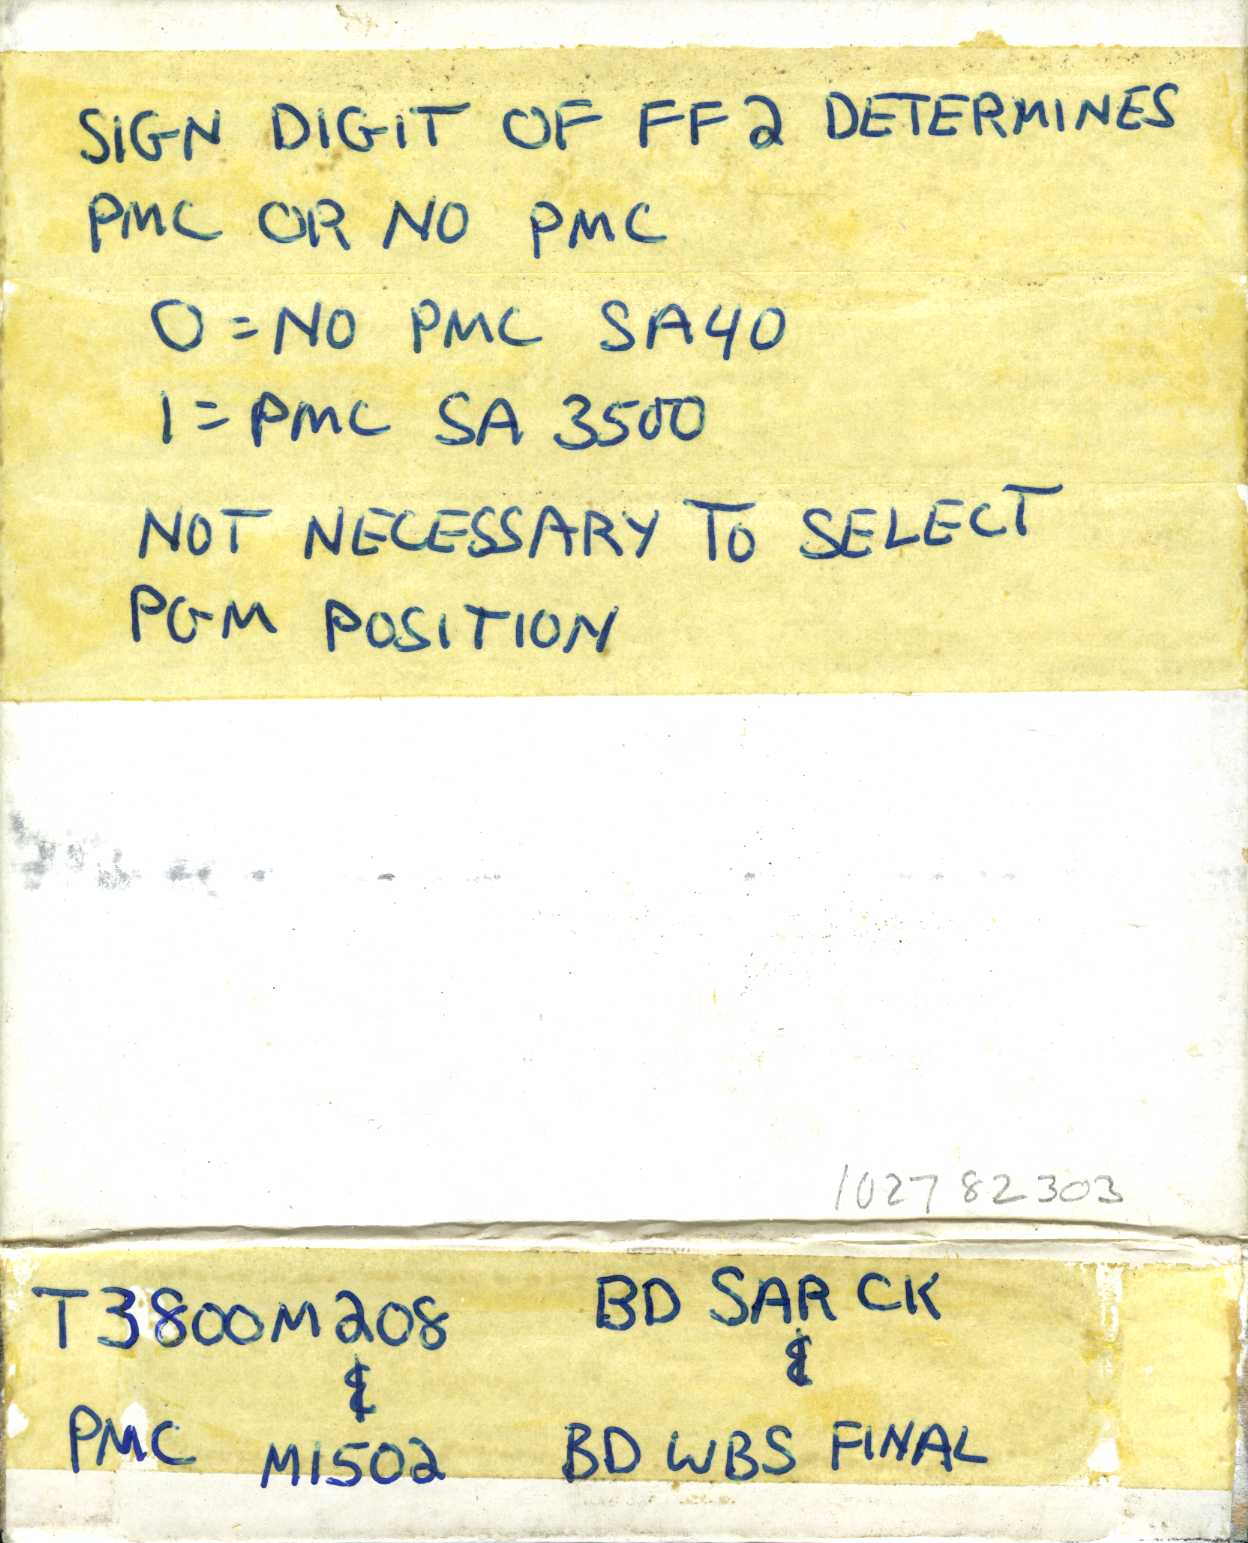 SIGN DIGIT OF FF2 DETERMINES
PMC OR NO PMC
0 = NO PMC SA40
1 = PMC SA 3500
NOT NECESSARY TO SELECT
PGM POSITION
102782303
T3800M208 BD SAR CK
& &
PMC M1502 BD WBS FINAL